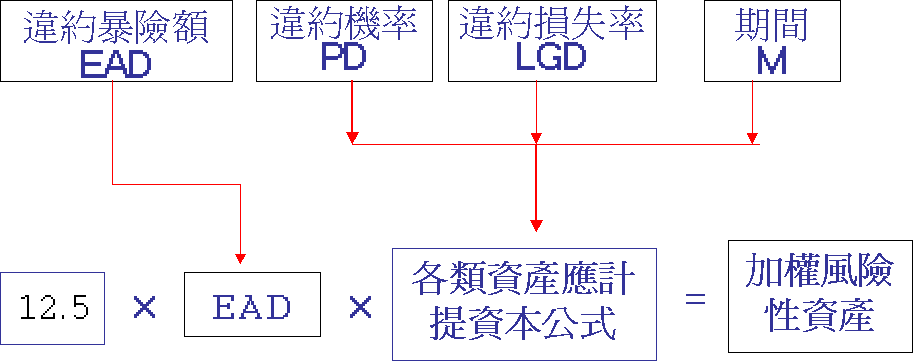 違約暴險額
EAD
違約機率
PD
違約損失率
LGD
期間
M
12.5 × EAD × 各類資產應計
提資本公式 = 加權風險
性資產